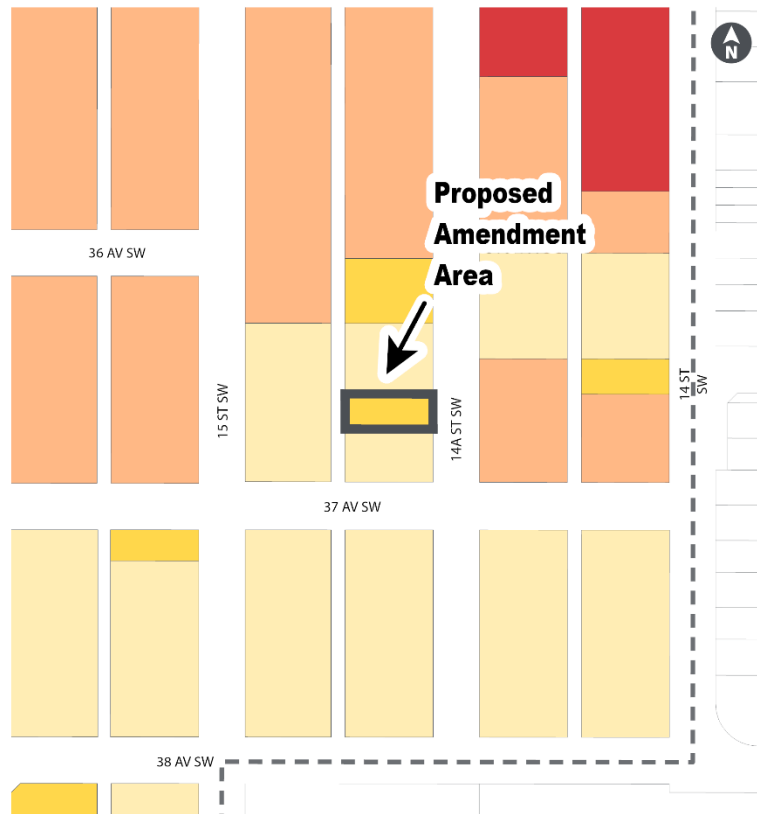 N
Proposed
Amendment
Area
36 AV SW
15 ST SW
14A ST SW
14 ST
SW
37 AV SW
38 AV SW